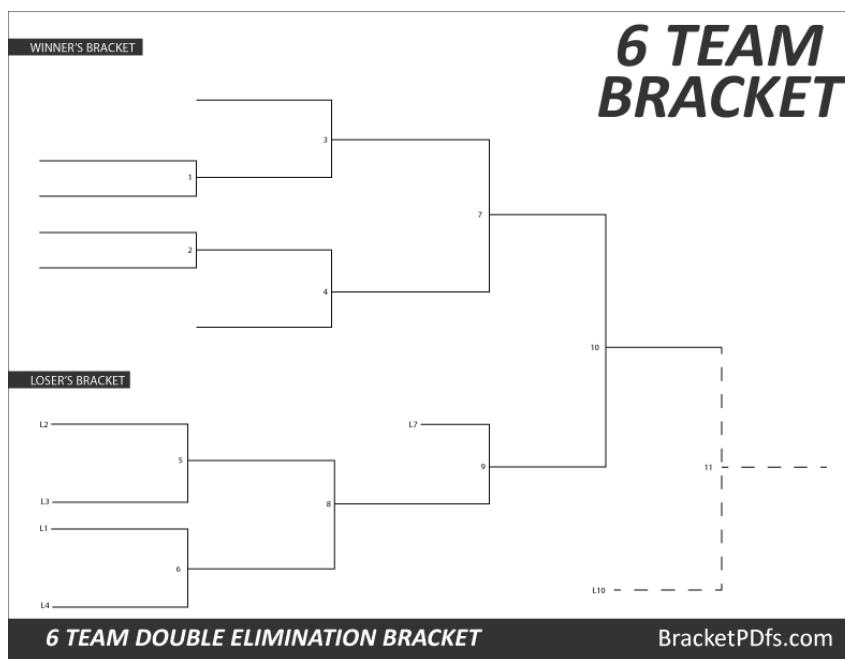 WINNER'S BRACKET
6 TEAM
BRACKET
3
1
7
2
4
10
LOSER'S BRACKET
L2
L7
5
9
11
L3
8
L1
6
L10
L4
6 TEAM DOUBLE ELIMINATION BRACKET
BracketPDfs.com